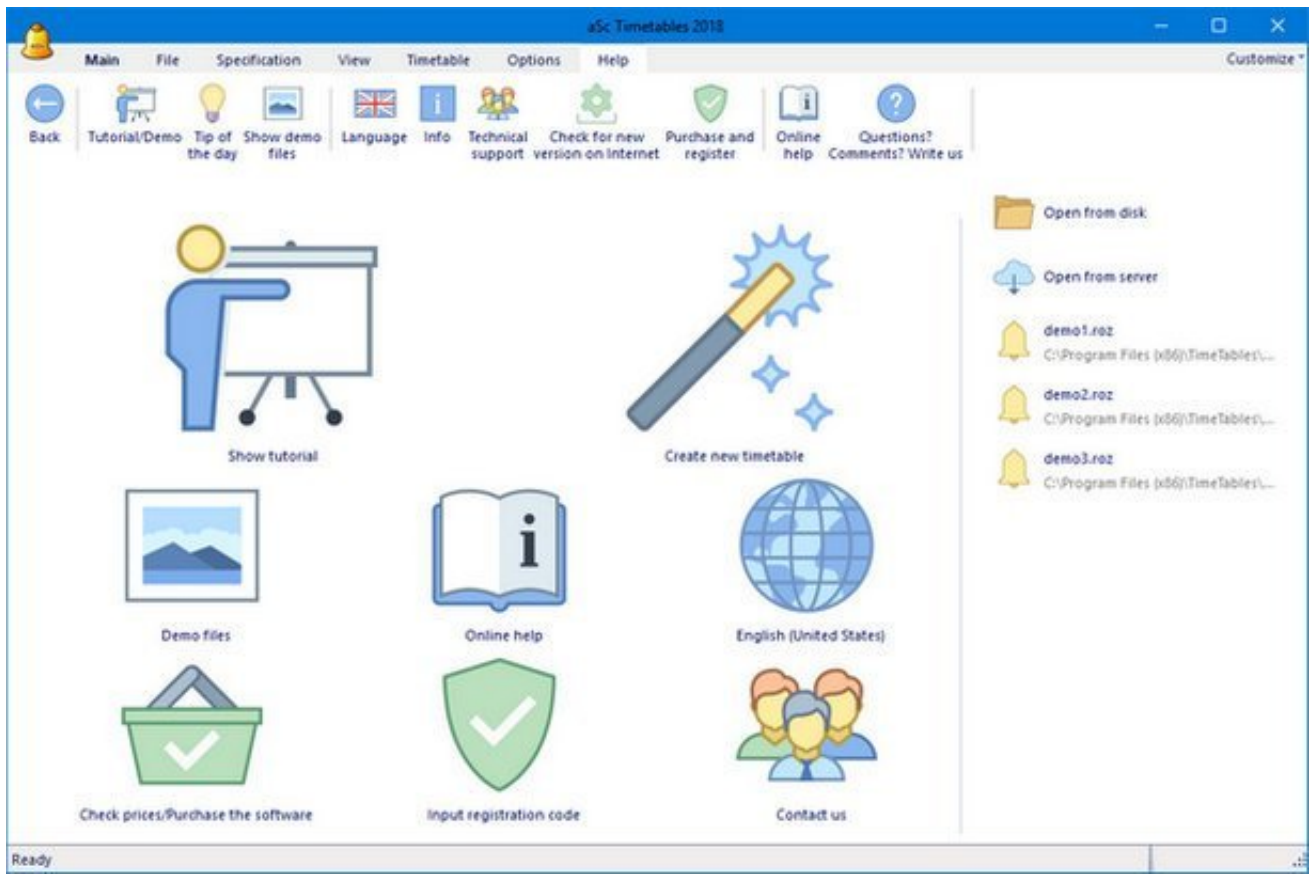 aSc Timetables 2018
Main File Specification View Timetable Options Help Customize
Back
Tutorial/Demo
Tip of
the day
Show demo
files
Language
Info
Technical
support
Check for new
version on Internet
Purchase and
register
Online
help
Questions?
Comments? Write us
Show tutorial
Create new timetable
Demo files
Online help
English (United States)
Check prices/Purchase the software
Input registration code
Contact us
Open from disk
Open from server
demo1.roz
C:\Program Files (x86)\TimeTables\...
demo2.roz
C:\Program Files (x86)\TimeTables\...
demo3.roz
C:\Program Files (x86)\TimeTables\...
Ready